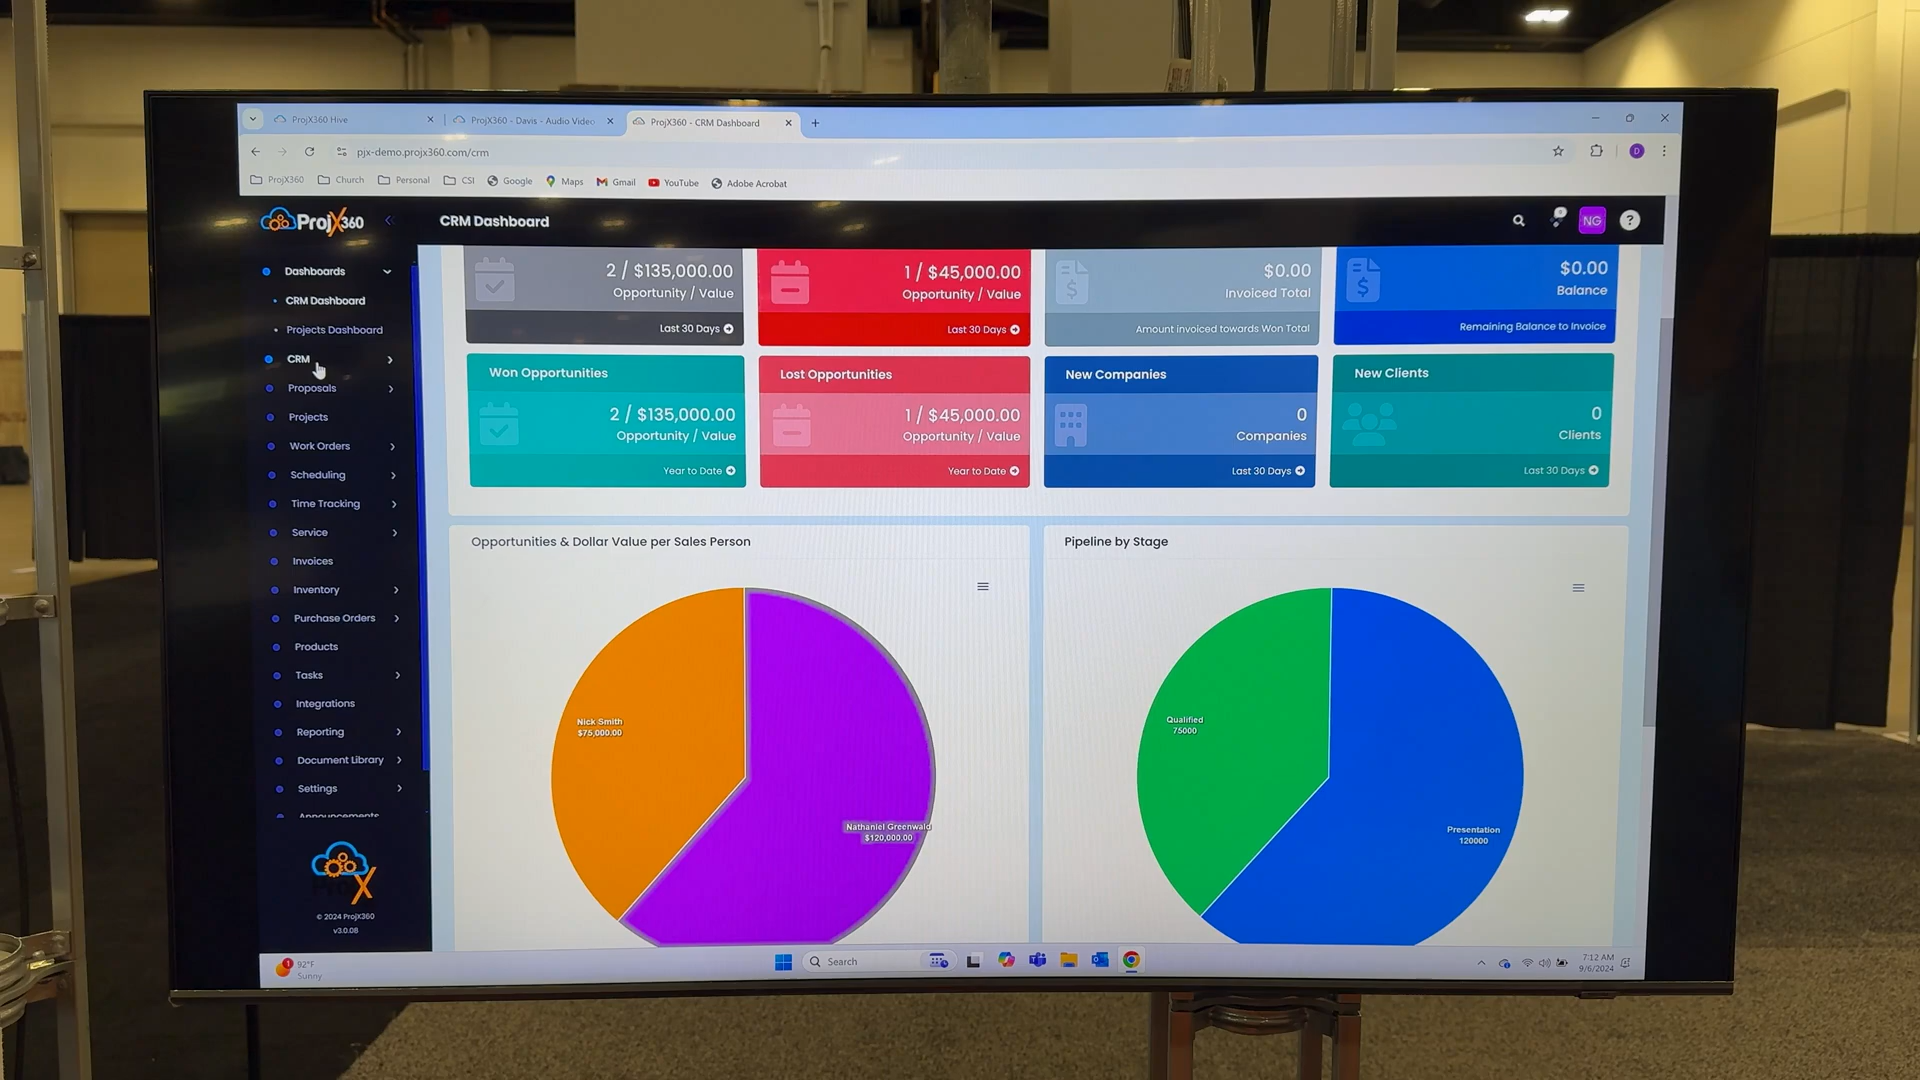 ProjX360 Hive
ProjX360 - Davis - Audio Video
ProjX360 - CRM Dashboard
pjx-demo.projx360.com/crm
D
ProjX360
Church
Personal
CSI
Google
Maps
Gmail
YouTube
Adobe Acrobat
ProjX360
CRM Dashboard
NG
?
Dashboards
CRM Dashboard
Projects Dashboard
CRM
Proposals
Projects
Work Orders
Scheduling
Time Tracking
Service
Invoices
Inventory
Purchase Orders
Products
Tasks
Integrations
Reporting
Document Library
Settings
Announcements
ProjX
© 2024 ProjX360
v3.0.08
2 / $135,000.00
Opportunity / Value
Last 30 Days
1 / $45,000.00
Opportunity / Value
Last 30 Days
$0.00
Invoiced Total
Amount invoiced towards Won Total
$0.00
Balance
Remaining Balance to Invoice
Won Opportunities
2 / $135,000.00
Opportunity / Value
Year to Date
Lost Opportunities
1 / $45,000.00
Opportunity / Value
Year to Date
New Companies
0
Companies
Last 30 Days
New Clients
0
Clients
Last 30 Days
Opportunities & Dollar Value per Sales Person
Nick Smith
$75,000.00
Nathaniel Greenwald
$120,000.00
Pipeline by Stage
Qualified
75000
Presentation
120000
1
92°F
Sunny
Search
7:12 AM
9/6/2024